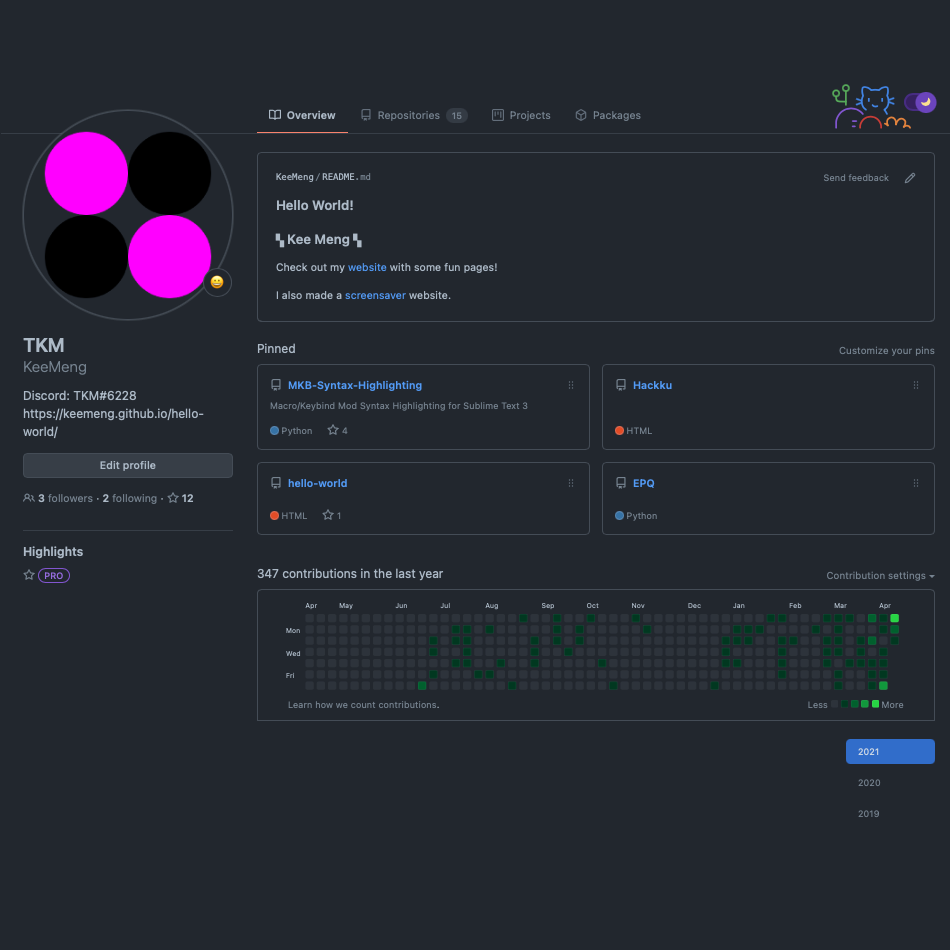 Overview
Repositories 15
Projects
Packages
KeeMeng/README.md
Send feedback
Hello World!
▚ Kee Meng ▚
Check out my website with some fun pages!
I also made a screensaver website.
TKM
KeeMeng
Discord: TKM#6228
https://keemeng.github.io/hello-
world/
Edit profile
3 followers · 2 following · 12
Highlights
PRO
Pinned
Customize your pins
MKB-Syntax-Highlighting
Macro/Keybind Mod Syntax Highlighting for Sublime Text 3
Python 4
Hackku
HTML
hello-world
HTML 1
EPQ
Python
347 contributions in the last year
Contribution settings
Apr May Jun Jul Aug Sep Oct Nov Dec Jan Feb Mar Apr
Mon
Wed
Fri
Learn how we count contributions.
Less More
2021
2020
2019